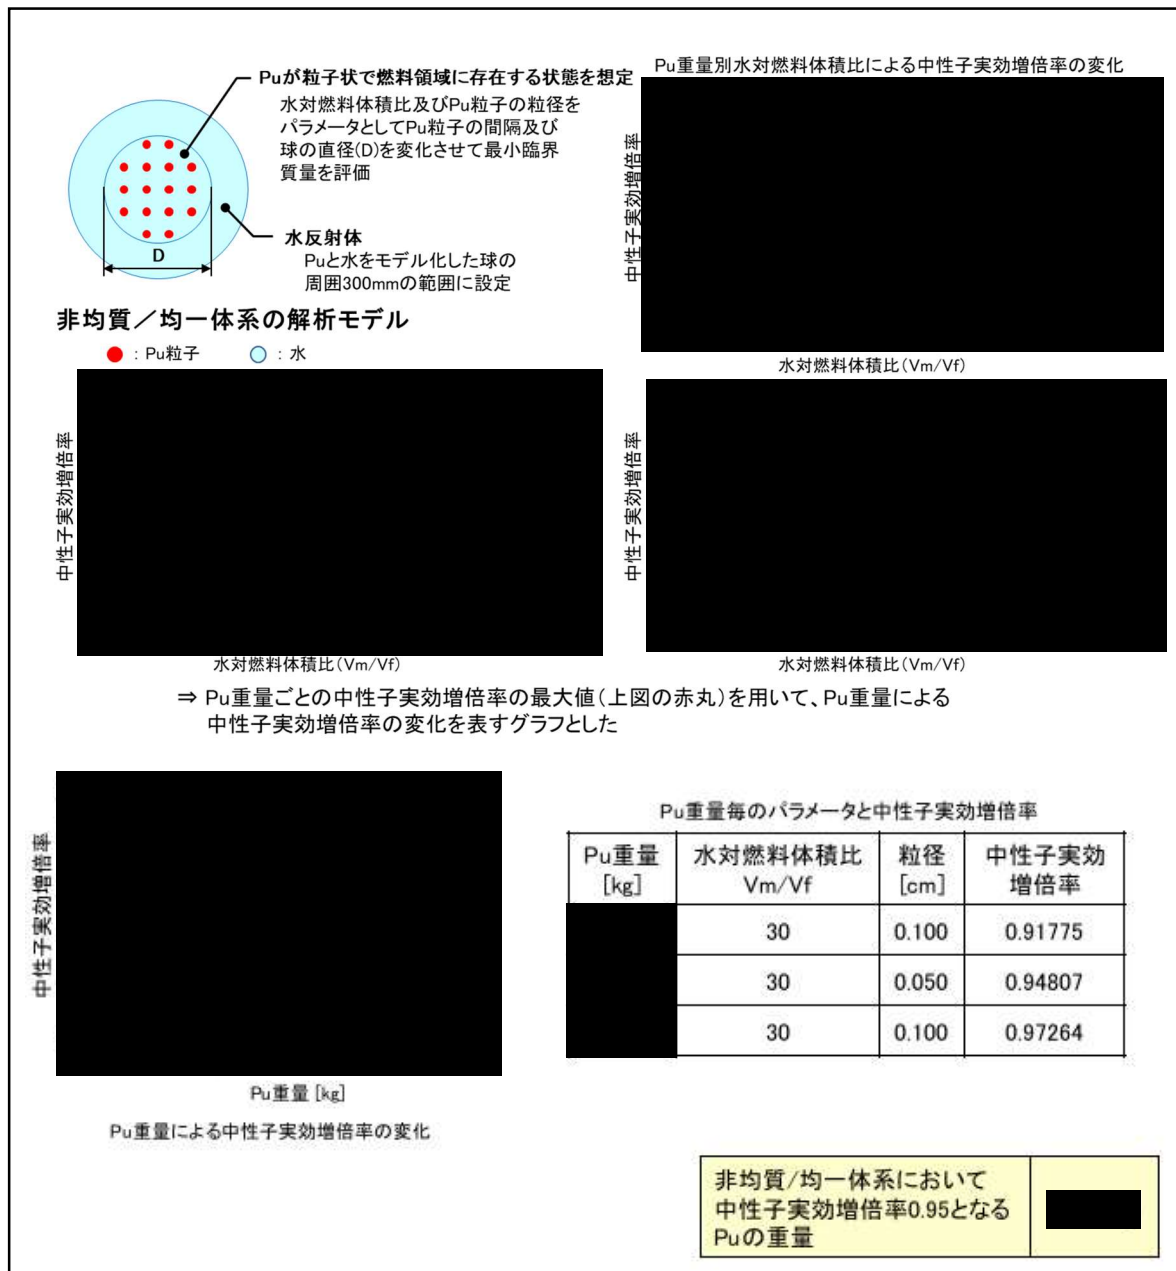 Puが粒子状で燃料領域に存在する状態を想定
水対燃料体積比及びPu粒子の粒径を
パラメータとしてPu粒子の間隔及び
球の直径(D)を変化させて最小臨界
質量を評価
D
水反射体
Puと水をモデル化した球の
周囲300mmの範囲に設定
非均質／均一体系の解析モデル
：Pu粒子　：水
Pu重量別水対燃料体積比による中性子実効増倍率の変化
中性子実効増倍率
水対燃料体積比(Vm/Vf)
中性子実効増倍率
水対燃料体積比(Vm/Vf)
中性子実効増倍率
水対燃料体積比(Vm/Vf)
⇒ Pu重量ごとの中性子実効増倍率の最大値(上図の赤丸)を用いて、Pu重量による
中性子実効増倍率の変化を表すグラフとした
中性子実効増倍率
Pu重量 [kg]
Pu重量による中性子実効増倍率の変化
Pu重量毎のパラメータと中性子実効増倍率
Pu重量 水対燃料体積比 粒径 中性子実効
[kg] Vm/Vf [cm] 増倍率
30 0.100 0.91775
30 0.050 0.94807
30 0.100 0.97264
非均質/均一体系において
中性子実効増倍率0.95となる
Puの重量